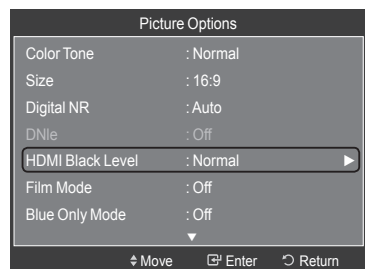 Picture Options
Color Tone : Normal
Size : 16:9
Digital NR : Auto
DNIe : Off
HDMI Black Level : Normal
Film Mode : Off
Blue Only Mode : Off
Move Enter Return